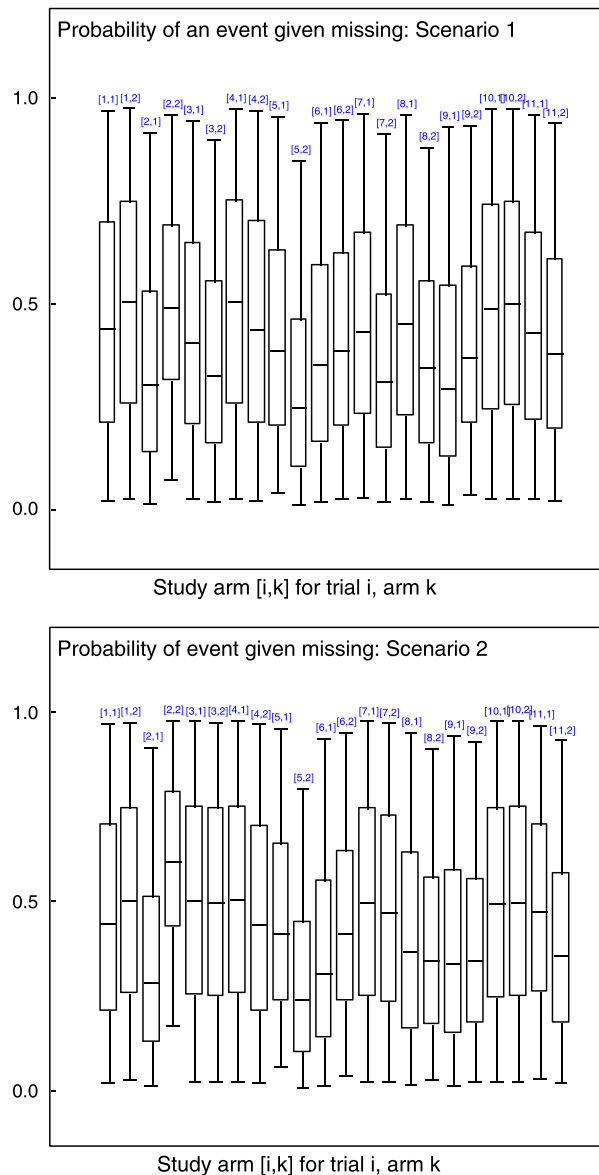 Probability of an event given missing: Scenario 1
[1,1] [1,2] [2,1] [2,2] [3,1] [3,2] [4,1] [4,2] [5,1] [5,2] [6,1] [6,2] [7,1] [7,2] [8,1] [8,2] [9,1] [9,2] [10,1] [10,2] [11,1] [11,2]
1.0
0.5
0.0
Study arm [i,k] for trial i, arm k
Probability of event given missing: Scenario 2
[1,1] [1,2] [2,1] [2,2] [3,1] [3,2] [4,1] [4,2] [5,1] [5,2] [6,1] [6,2] [7,1] [7,2] [8,1] [8,2] [9,1] [9,2] [10,1] [10,2] [11,1] [11,2]
1.0
0.5
0.0
Study arm [i,k] for trial i, arm k